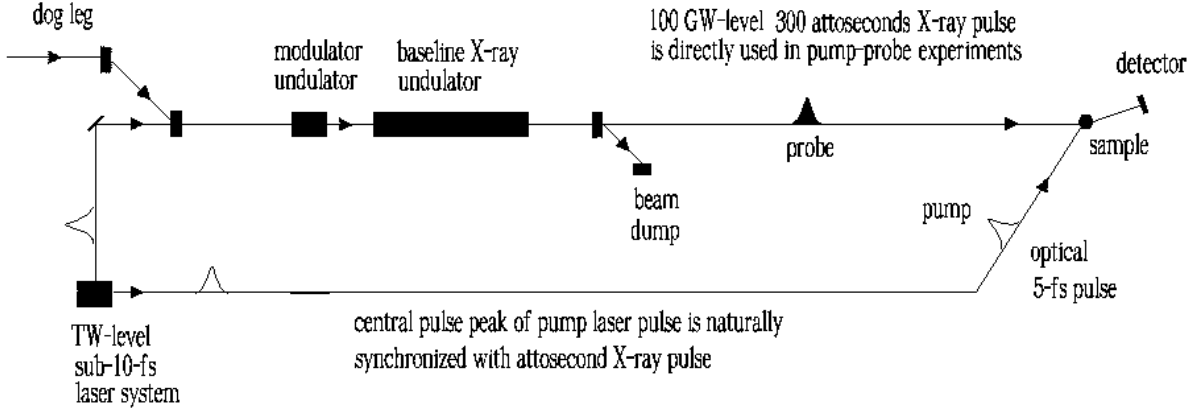 dog leg
modulator
undulator
baseline X-ray
undulator
100 GW-level 300 attoseconds X-ray pulse
is directly used in pump-probe experiments
detector
probe
sample
beam
dump
pump
optical
5-fs pulse
TW-level
sub-10-fs
laser system
central pulse peak of pump laser pulse is naturally
synchronized with attosecond X-ray pulse